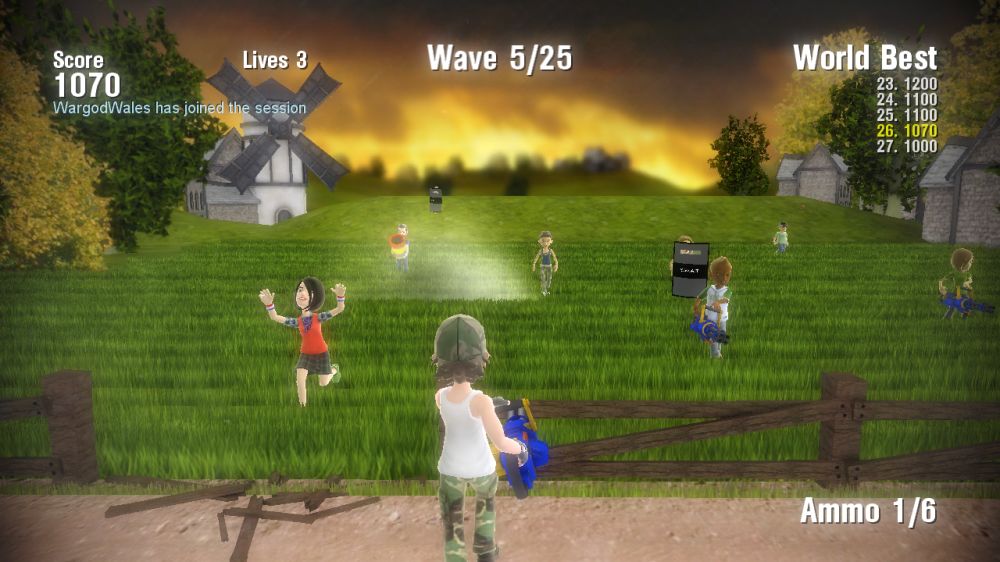 Score
1070
WargodWales has joined the session
Lives 3
Wave 5/25
World Best
23. 1200
24. 1100
25. 1100
26. 1070
27. 1000
Ammo 1/6